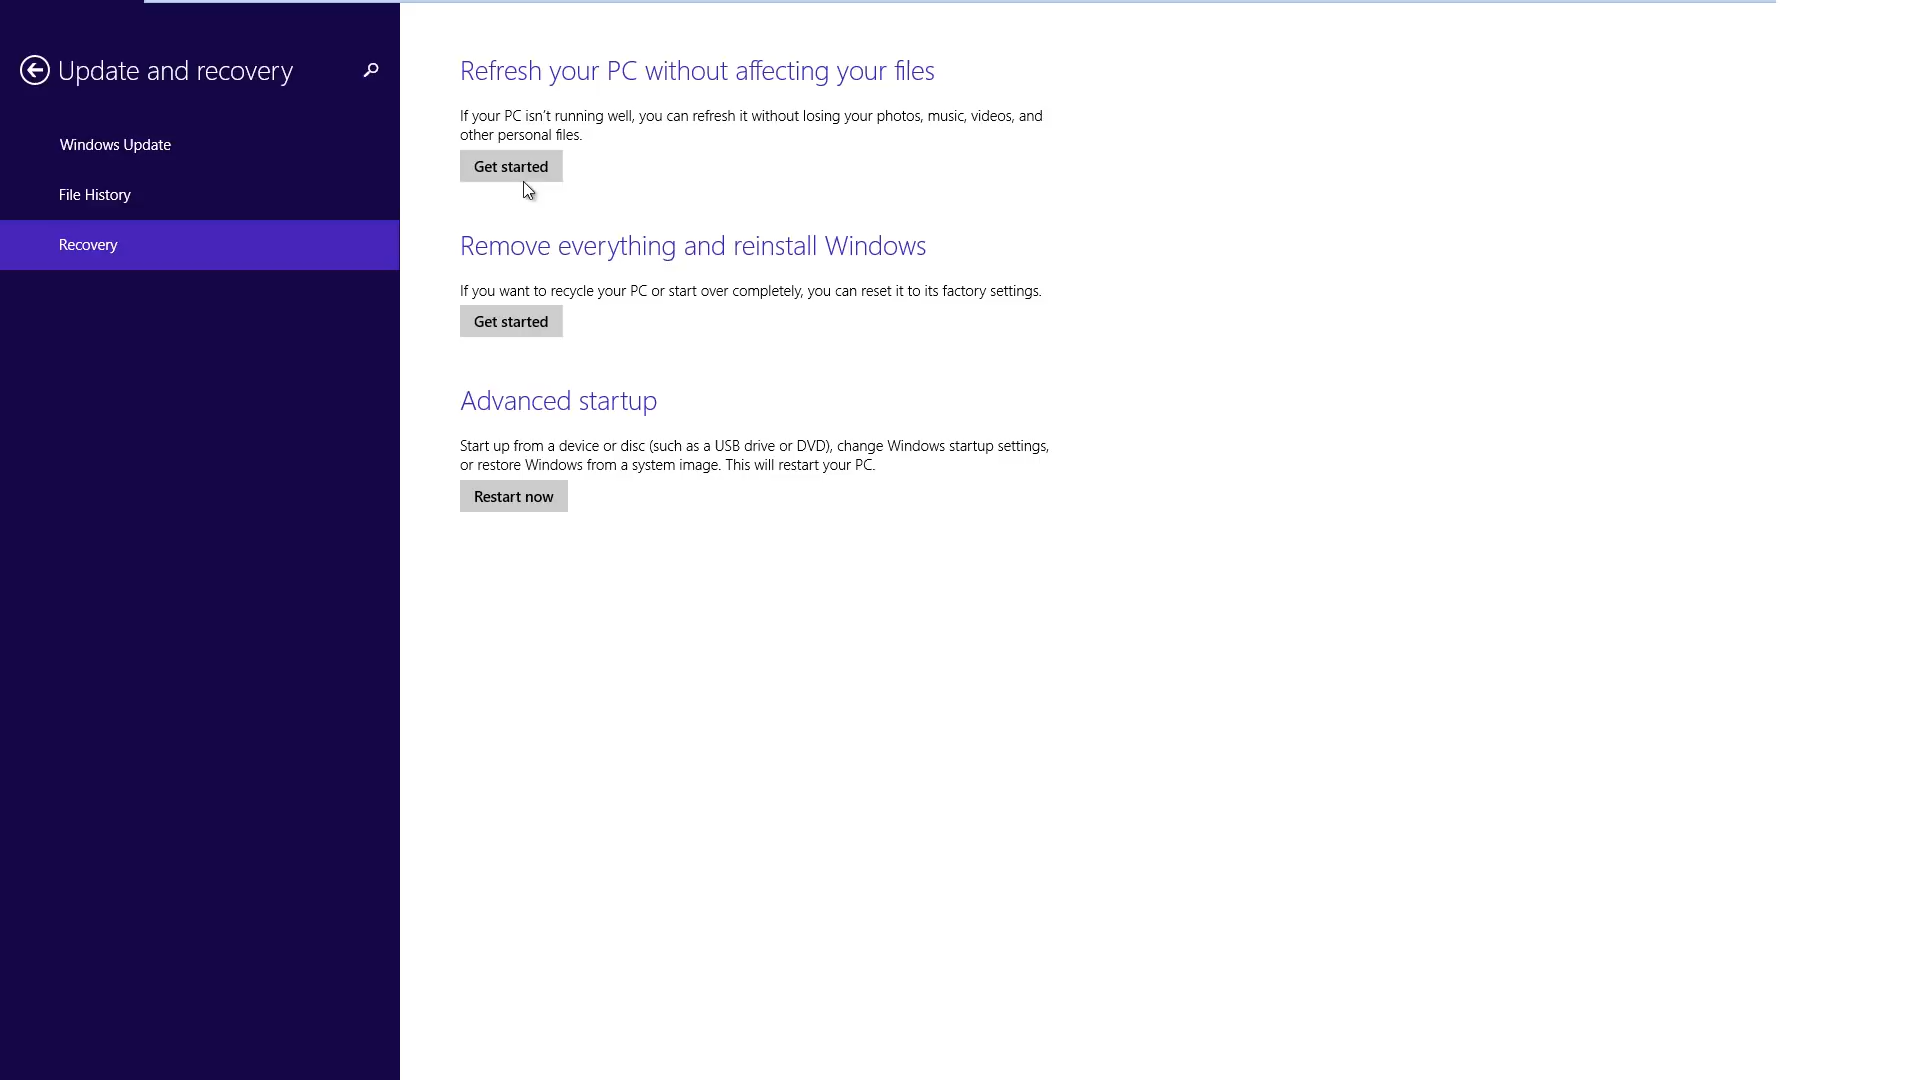 Update and recovery
Windows Update
File History
Recovery
Refresh your PC without affecting your files
If your PC isn't running well, you can refresh it without losing your photos, music, videos, and
other personal files.
Get started
Remove everything and reinstall Windows
If you want to recycle your PC or start over completely, you can reset it to its factory settings.
Get started
Advanced startup
Start up from a device or disc (such as a USB drive or DVD), change Windows startup settings,
or restore Windows from a system image. This will restart your PC.
Restart now